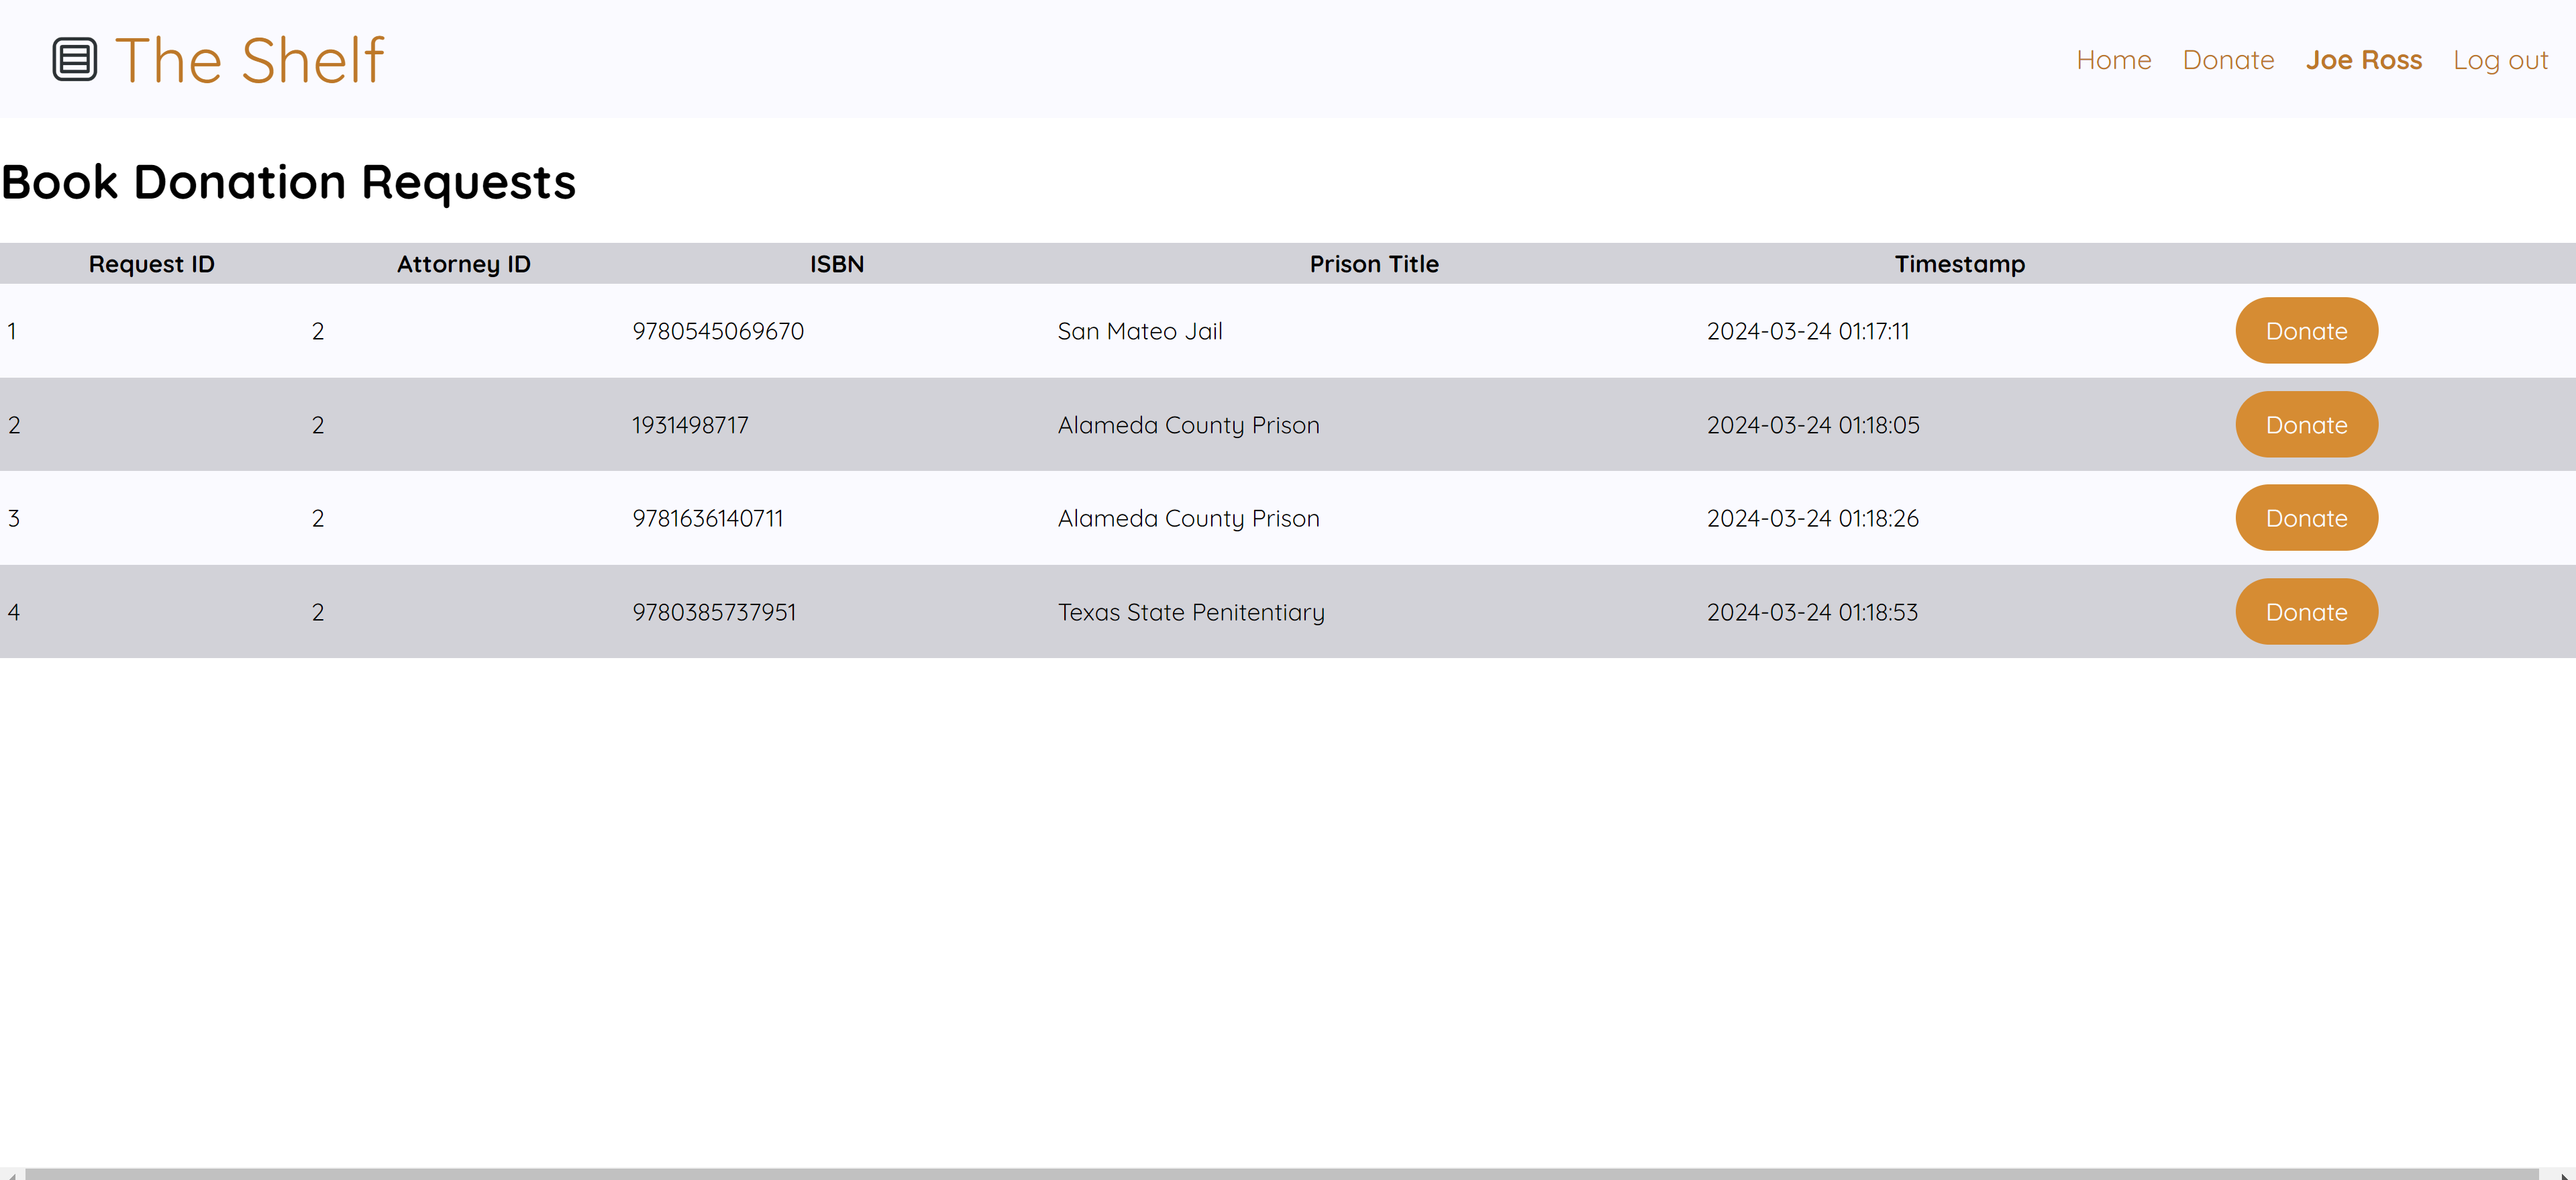 The Shelf Home Donate Joe Ross Log out
Book Donation Requests
Request ID Attorney ID ISBN Prison Title Timestamp
1 2 9780545069670 San Mateo Jail 2024-03-24 01:17:11 Donate
2 2 1931498717 Alameda County Prison 2024-03-24 01:18:05 Donate
3 2 9781636140711 Alameda County Prison 2024-03-24 01:18:26 Donate
4 2 9780385737951 Texas State Penitentiary 2024-03-24 01:18:53 Donate